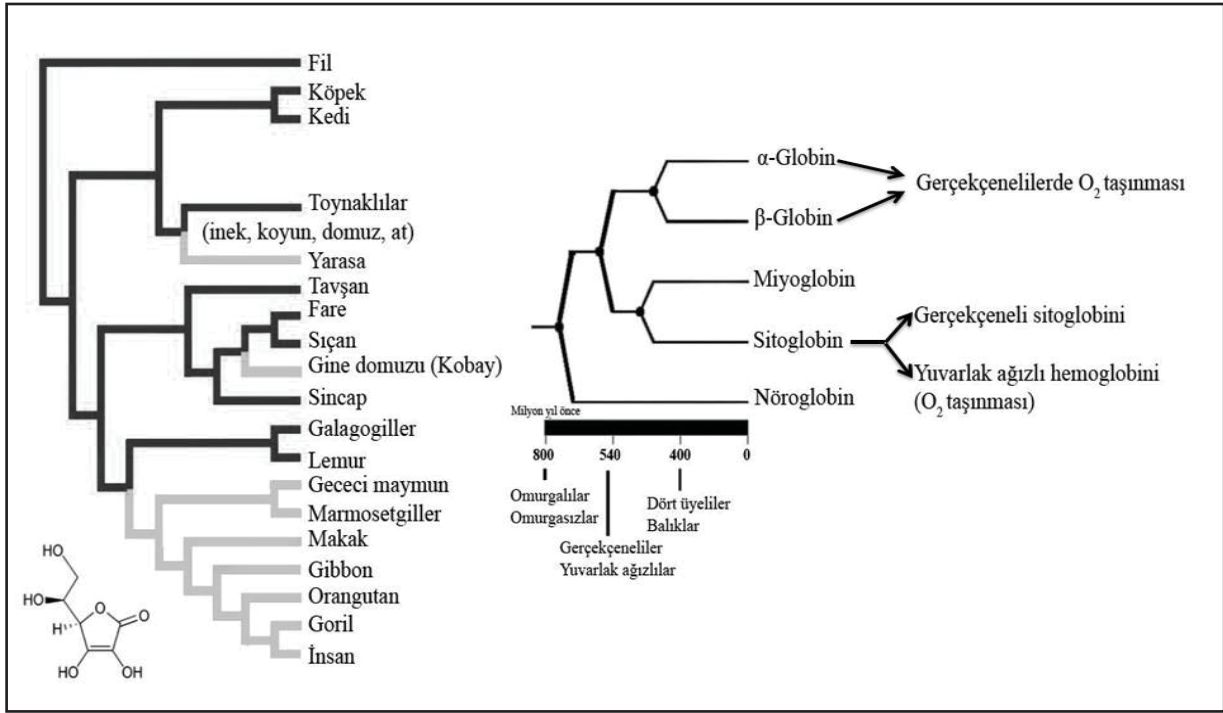 Fil
Köpek
Kedi
Toynaklılar
(inek, koyun, domuz, at)
Yarasa
Tavşan
Fare
Sıçan
Gine domuzu (Kobay)
Sincap
Galagogiller
Lemur
Gececi maymun
Marmosetgiller
Makak
Gibbon
Orangutan
Goril
İnsan
HO
HO
H
O
O
HO
OH
α-Globin
β-Globin
Gerçekçenelilerde O₂ taşınması
Miyoglobin
Sitoglobin
Gerçekçeneli sitoglobini
Yuvarlak ağızlı hemoglobini
(O₂ taşınması)
Nöroglobin
Milyon yıl önce
800 540 400 0
Omurgalılar
Omurgasızlar
Dört üyeliler
Balıklar
Gerçekçeneliler
Yuvarlak ağızlılar